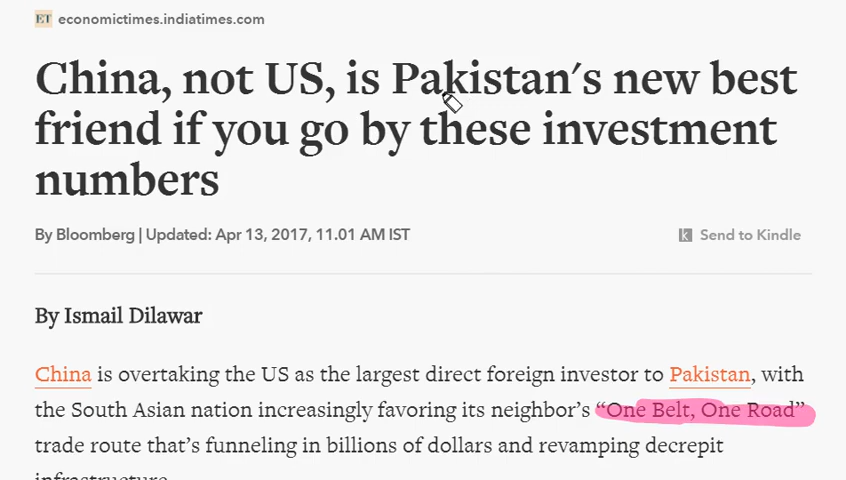 ET economictimes.indiatimes.com
China, not US, is Pakistan's new best
friend if you go by these investment
numbers
By Bloomberg | Updated: Apr 13, 2017, 11.01 AM IST
K Send to Kindle
By Ismail Dilawar
China is overtaking the US as the largest direct foreign investor to Pakistan, with
the South Asian nation increasingly favoring its neighbor's “One Belt, One Road”
trade route that's funneling in billions of dollars and revamping decrepit
infrastructure.